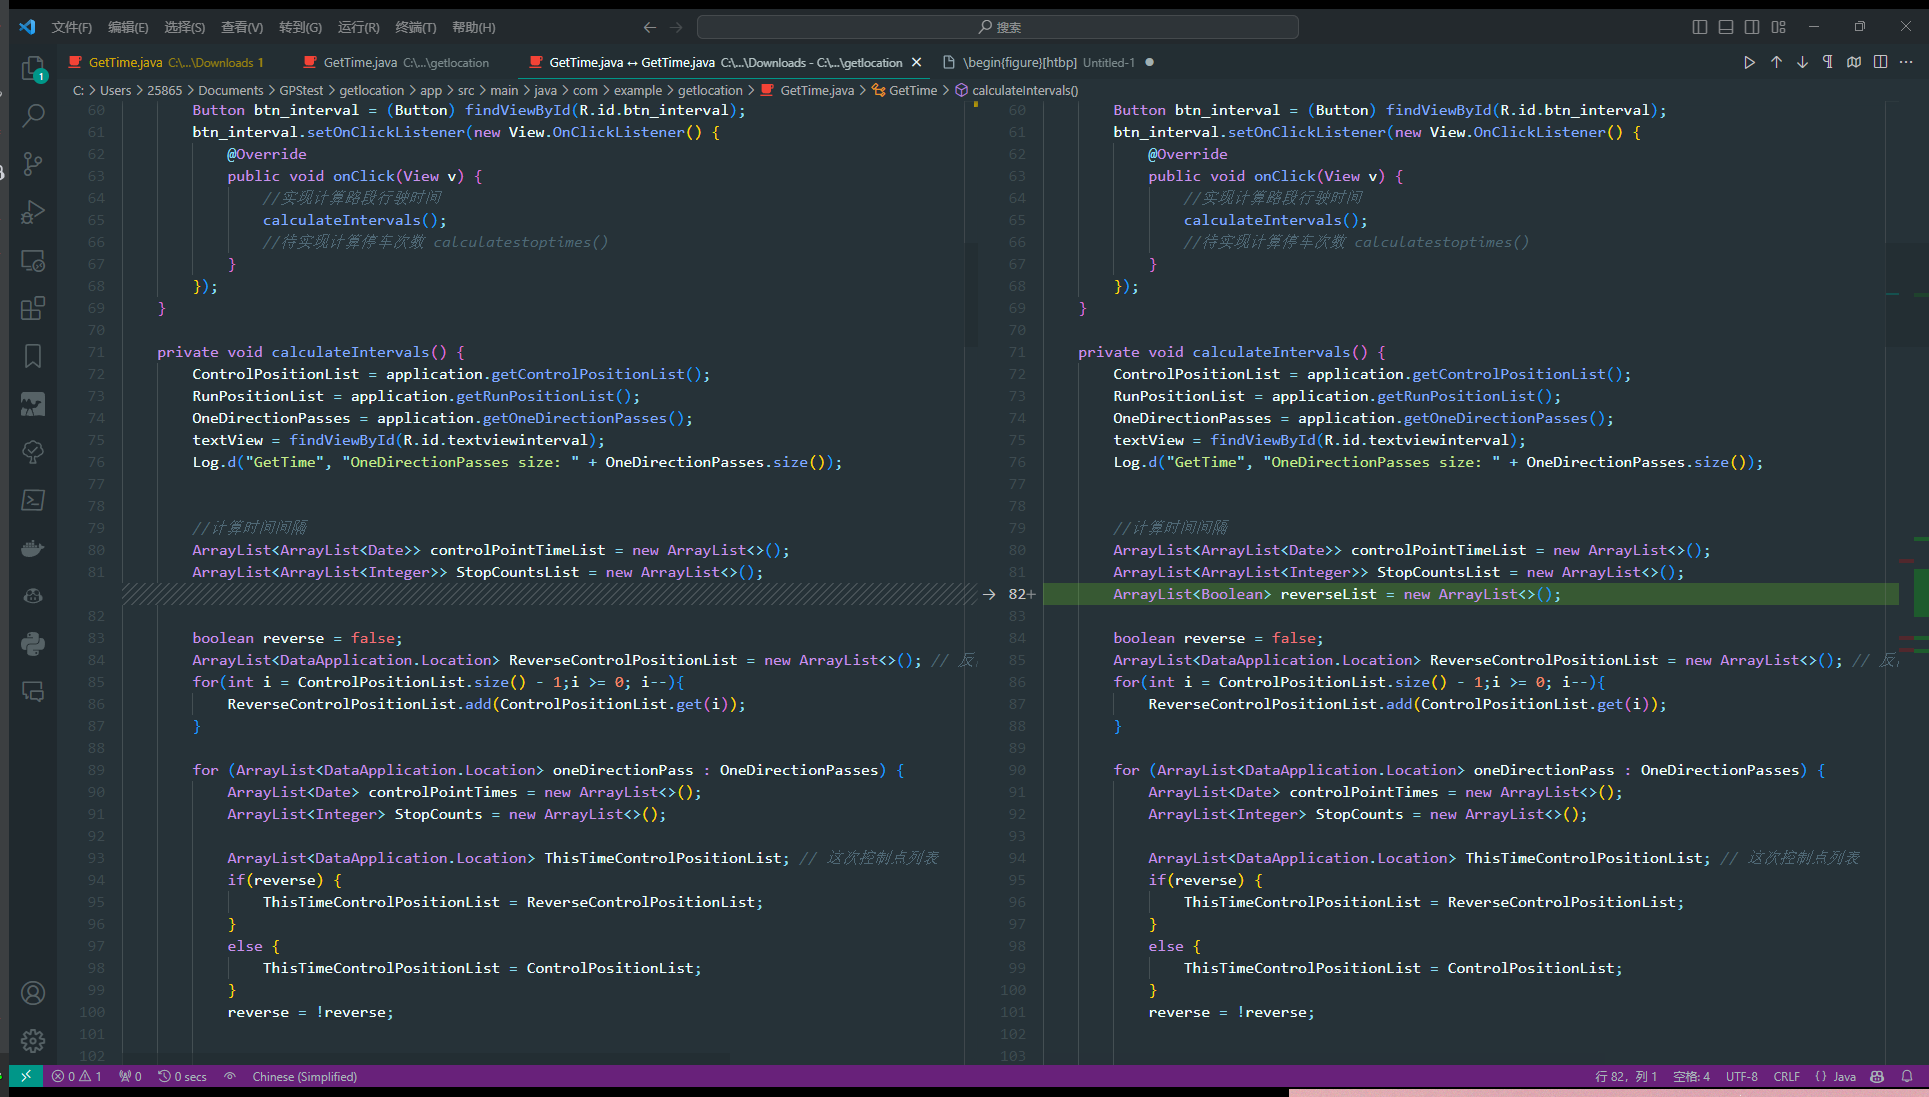 文件(F) 编辑(E) 选择(S) 查看(V) 转到(G) 运行(R) 终端(T) 帮助(H) 搜索
GetTime.java C:\...\Downloads 1 GetTime.java C:\...\getlocation GetTime.java ↔ GetTime.java C:\...\Downloads - C:\...\getlocation \begin{figure}[htbp] Untitled-1
C: > Users > 25865 > Documents > GPStest > getlocation > app > src > main > java > com > example > getlocation > GetTime.java > GetTime > calculateIntervals()
60 Button btn_interval = (Button) findViewById(R.id.btn_interval);
61 btn_interval.setOnClickListener(new View.OnClickListener() {
62 @Override
63 public void onClick(View v) {
64 //实现计算路段行驶时间
65 calculateIntervals();
66 //待实现计算停车次数 calculatestoptimes()
67 }
68 });
69 }
70
71 private void calculateIntervals() {
72 ControlPositionList = application.getControlPositionList();
73 RunPositionList = application.getRunPositionList();
74 OneDirectionPasses = application.getOneDirectionPasses();
75 textView = findViewById(R.id.textviewinterval);
76 Log.d("GetTime", "OneDirectionPasses size: " + OneDirectionPasses.size());
77
78
79 //计算时间间隔
80 ArrayList<ArrayList<Date>> controlPointTimeList = new ArrayList<>();
81 ArrayList<ArrayList<Integer>> StopCountsList = new ArrayList<>();
82
83 boolean reverse = false;
84 ArrayList<DataApplication.Location> ReverseControlPositionList = new ArrayList<>(); // 反
85 for(int i = ControlPositionList.size() - 1;i >= 0; i--){
86 ReverseControlPositionList.add(ControlPositionList.get(i));
87 }
88
89 for (ArrayList<DataApplication.Location> oneDirectionPass : OneDirectionPasses) {
90 ArrayList<Date> controlPointTimes = new ArrayList<>();
91 ArrayList<Integer> StopCounts = new ArrayList<>();
92
93 ArrayList<DataApplication.Location> ThisTimeControlPositionList; // 这次控制点列表
94 if(reverse) {
95 ThisTimeControlPositionList = ReverseControlPositionList;
96 }
97 else {
98 ThisTimeControlPositionList = ControlPositionList;
99 }
100 reverse = !reverse;
101
102
60 Button btn_interval = (Button) findViewById(R.id.btn_interval);
61 btn_interval.setOnClickListener(new View.OnClickListener() {
62 @Override
63 public void onClick(View v) {
64 //实现计算路段行驶时间
65 calculateIntervals();
66 //待实现计算停车次数 calculatestoptimes()
67 }
68 });
69 }
70
71 private void calculateIntervals() {
72 ControlPositionList = application.getControlPositionList();
73 RunPositionList = application.getRunPositionList();
74 OneDirectionPasses = application.getOneDirectionPasses();
75 textView = findViewById(R.id.textviewinterval);
76 Log.d("GetTime", "OneDirectionPasses size: " + OneDirectionPasses.size());
77
78
79 //计算时间间隔
80 ArrayList<ArrayList<Date>> controlPointTimeList = new ArrayList<>();
81 ArrayList<ArrayList<Integer>> StopCountsList = new ArrayList<>();
82+ ArrayList<Boolean> reverseList = new ArrayList<>();
83
84 boolean reverse = false;
85 ArrayList<DataApplication.Location> ReverseControlPositionList = new ArrayList<>(); // 反
86 for(int i = ControlPositionList.size() - 1;i >= 0; i--){
87 ReverseControlPositionList.add(ControlPositionList.get(i));
88 }
89
90 for (ArrayList<DataApplication.Location> oneDirectionPass : OneDirectionPasses) {
91 ArrayList<Date> controlPointTimes = new ArrayList<>();
92 ArrayList<Integer> StopCounts = new ArrayList<>();
93
94 ArrayList<DataApplication.Location> ThisTimeControlPositionList; // 这次控制点列表
95 if(reverse) {
96 ThisTimeControlPositionList = ReverseControlPositionList;
97 }
98 else {
99 ThisTimeControlPositionList = ControlPositionList;
100 }
101 reverse = !reverse;
102
103
0 1 0 0 secs Chinese (Simplified) 行 82，列 1 空格: 4 UTF-8 CRLF {} Java